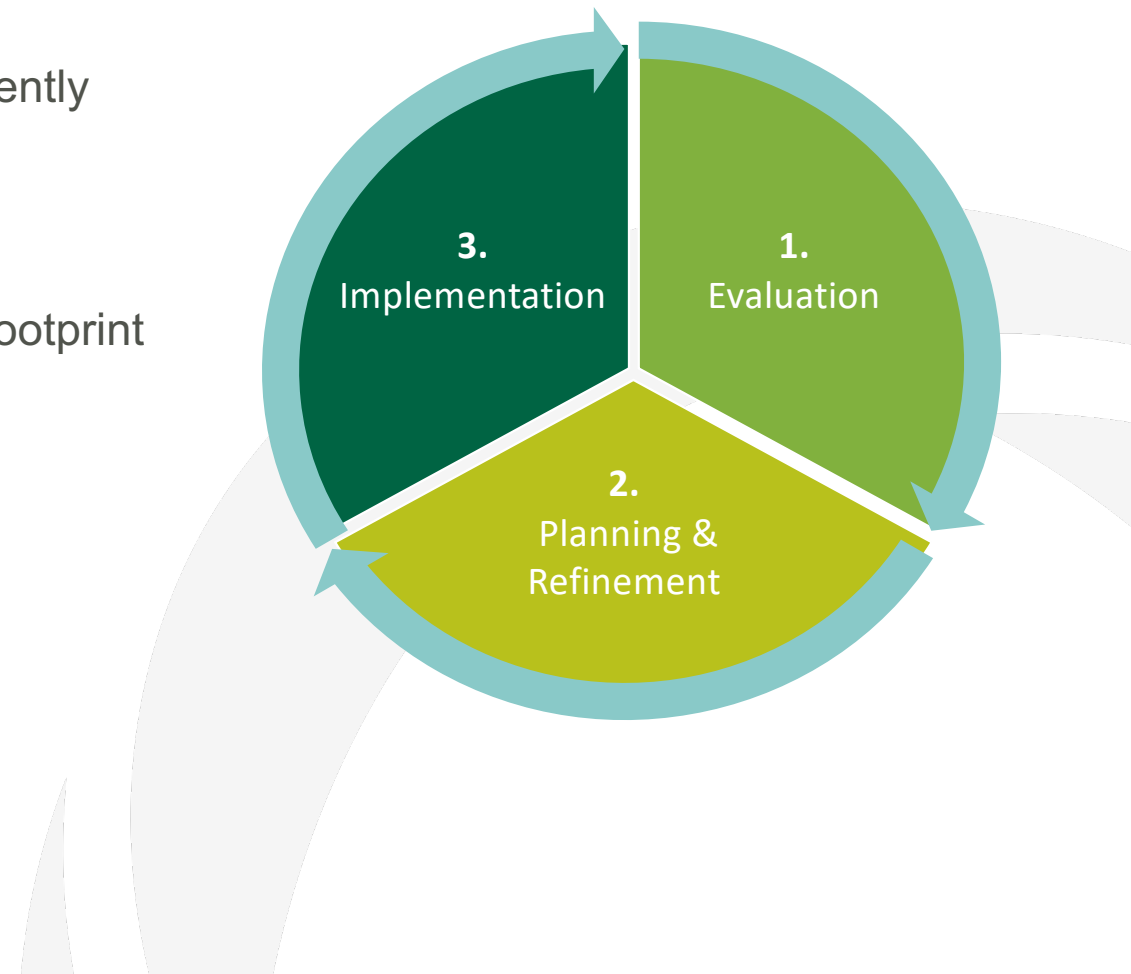 ently
ootprint
3.
Implementation
1.
Evaluation
2.
Planning &
Refinement